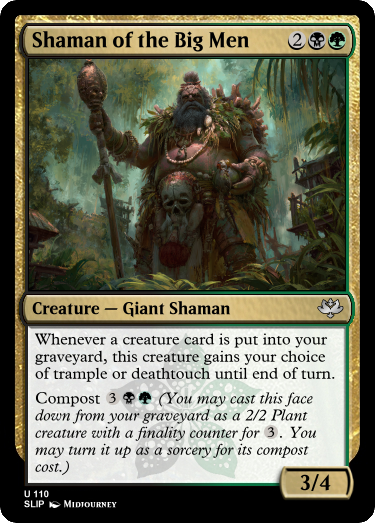 Shaman of the Big Men 2
Creature — Giant Shaman
Whenever a creature card is put into your
graveyard, this creature gains your choice
of trample or deathtouch until end of turn.
Compost 3 (You may cast this face
down from your graveyard as a 2/2 Plant
creature with a finality counter for 3. You
may turn it up as a sorcery for its compost
cost.)
3/4
U 110
SLIP Midjourney